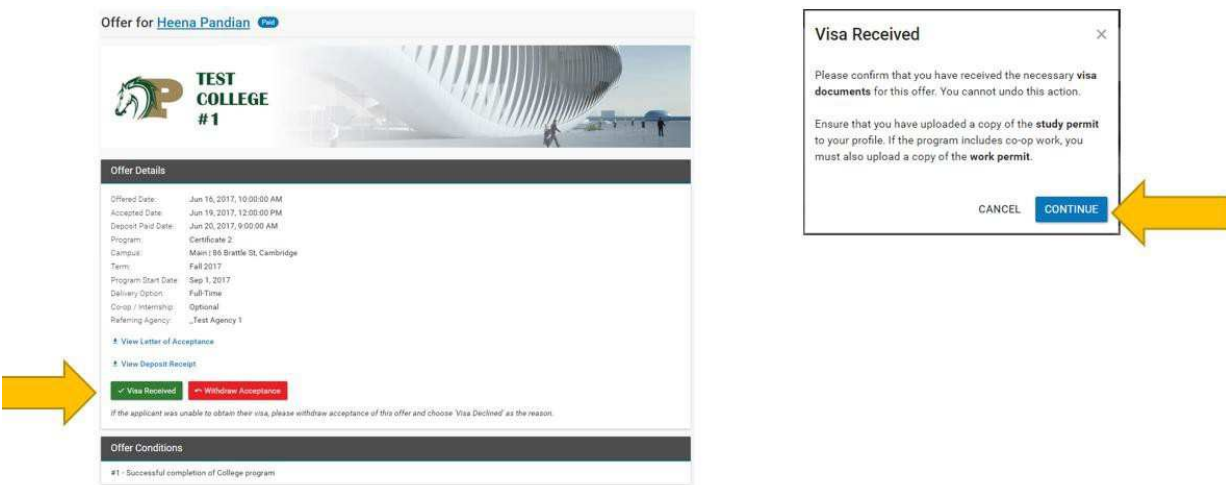 Offer for Heena Pandian Paid
TEST
COLLEGE
#1
Offer Details
Offered Date: Jun 16, 2017, 10:00:00 AM
Accepted Date: Jun 19, 2017, 12:00:00 PM
Deposit Paid Date: Jun 20, 2017, 9:00:00 AM
Program: Certificate 2
Campus: Main | 86 Brattle St, Cambridge
Term: Fall 2017
Program Start Date: Sep 1, 2017
Delivery Option: Full-Time
Co-op / Internship: Optional
Referring Agency: _Test Agency 1
View Letter of Acceptance
View Deposit Receipt
Visa Received Withdraw Acceptance
If the applicant was unable to obtain their visa, please withdraw acceptance of this offer and choose 'Visa Declined' as the reason.
Offer Conditions
#1 - Successful completion of College program
Visa Received ×
Please confirm that you have received the necessary visa
documents for this offer. You cannot undo this action.
Ensure that you have uploaded a copy of the study permit
to your profile. If the program includes co-op work, you
must also upload a copy of the work permit.
CANCEL CONTINUE